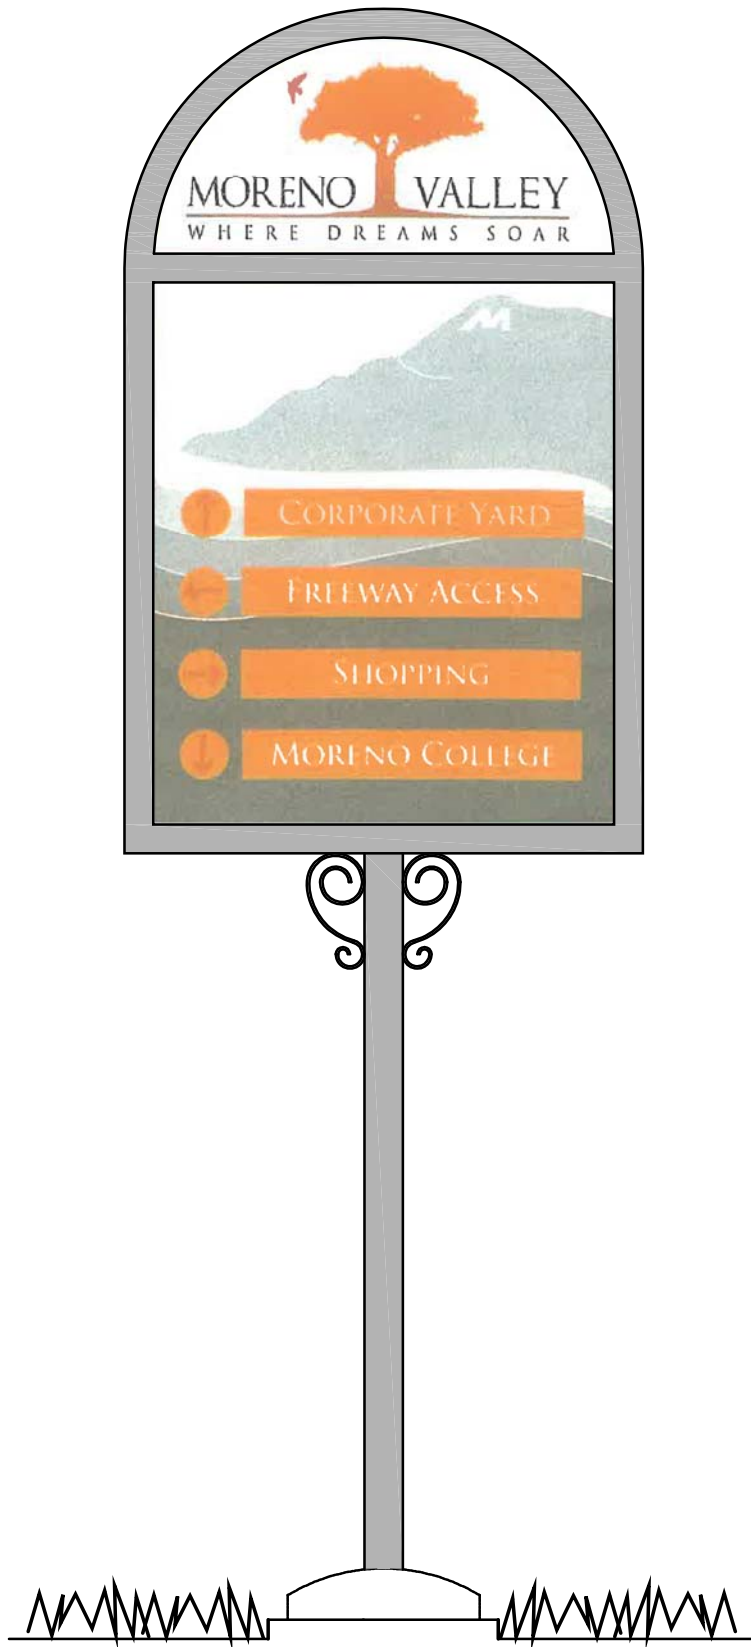 MORENO VALLEY
WHERE DREAMS SOAR
M
CORPORATE YARD
FREEWAY ACCESS
SHOPPING
MORENO COLLEGE